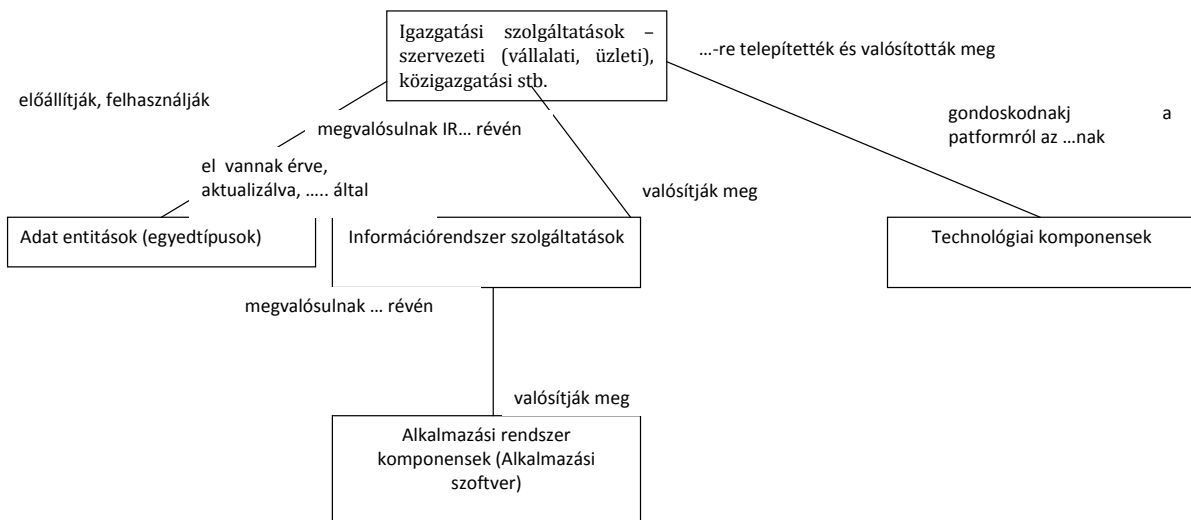 Igazgatási szolgáltatások –
szervezeti (vállalati, üzleti),
közigazgatási stb.
…-re telepítették és valósították meg
előállítják, felhasználják
gondoskodnakj a
patformról az …nak
megvalósulnak IR… révén
el vannak érve,
aktualizálva, ….. által
valósítják meg
Adat entitások (egyedtípusok)
Információrendszer szolgáltatások
Technológiai komponensek
megvalósulnak … révén
valósítják meg
Alkalmazási rendszer
komponensek (Alkalmazási
szoftver)